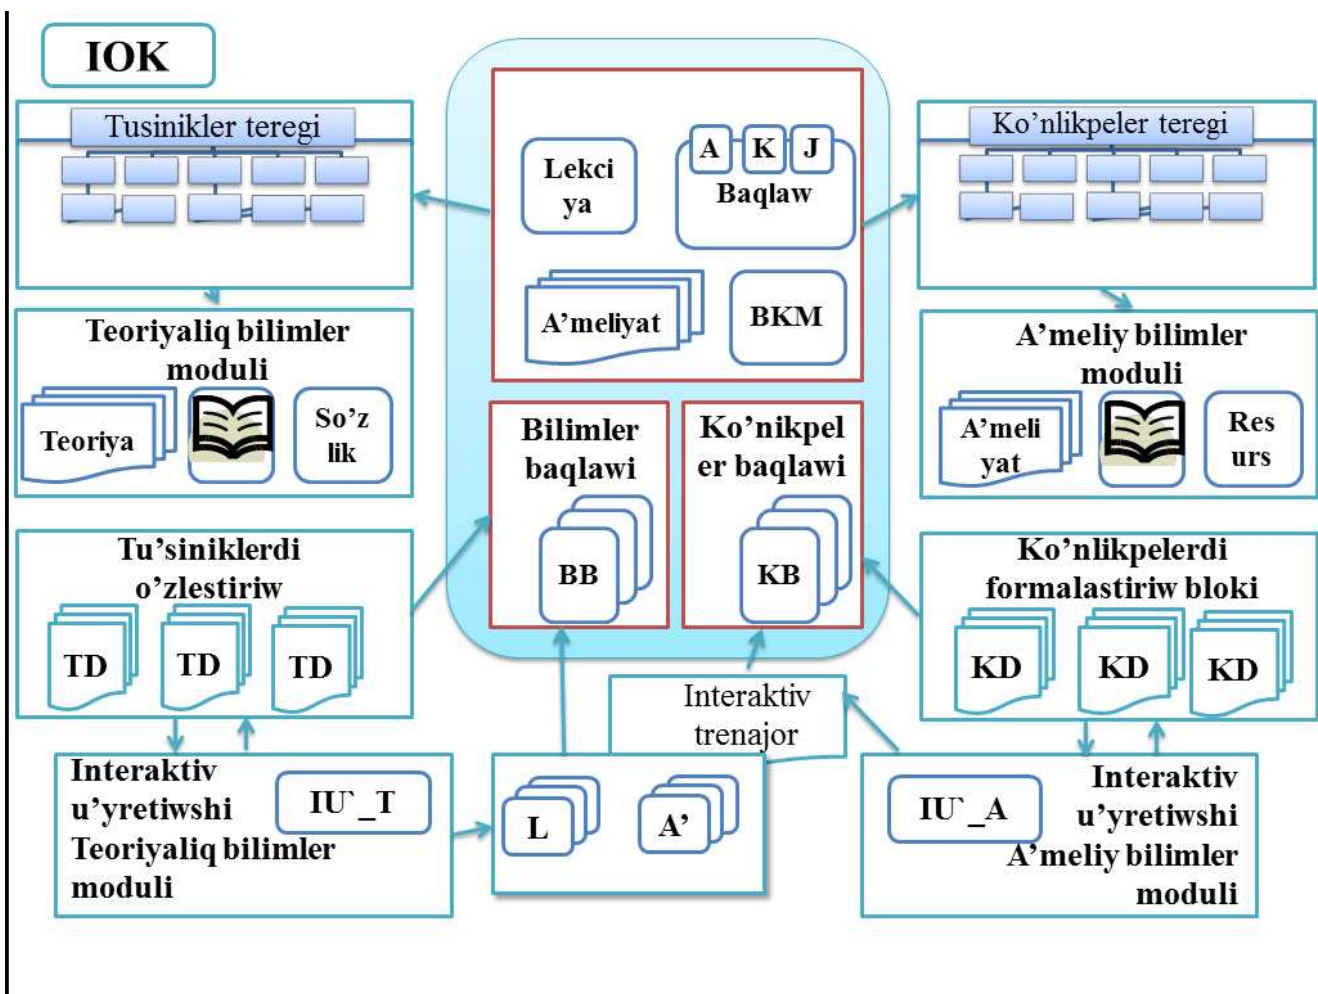 IOK
Tusinikler teregi
Lekci
ya
A K J
Baqlaw
A'meliyat
BKM
Ko'nlikpeler teregi
Teoriyaliq bilimler
moduli
Teoriya
So’z
lik
Bilimler
baqlawi
BB
Ko’nikpel
er baqlawi
KB
A’meliy bilimler
moduli
A’meli
yat
Res
urs
Tu’siniklerdi
o’zlestiriw
TD TD TD
Ko’nlikpelerdi
formalastiriw bloki
KD KD KD
Interaktiv
u’yretiwshi
Teoriyaliq bilimler
moduli
IU`_T
Interaktiv
trenajor
L A’
IU`_A
Interaktiv
u’yretiwshi
A’meliy bilimler
moduli